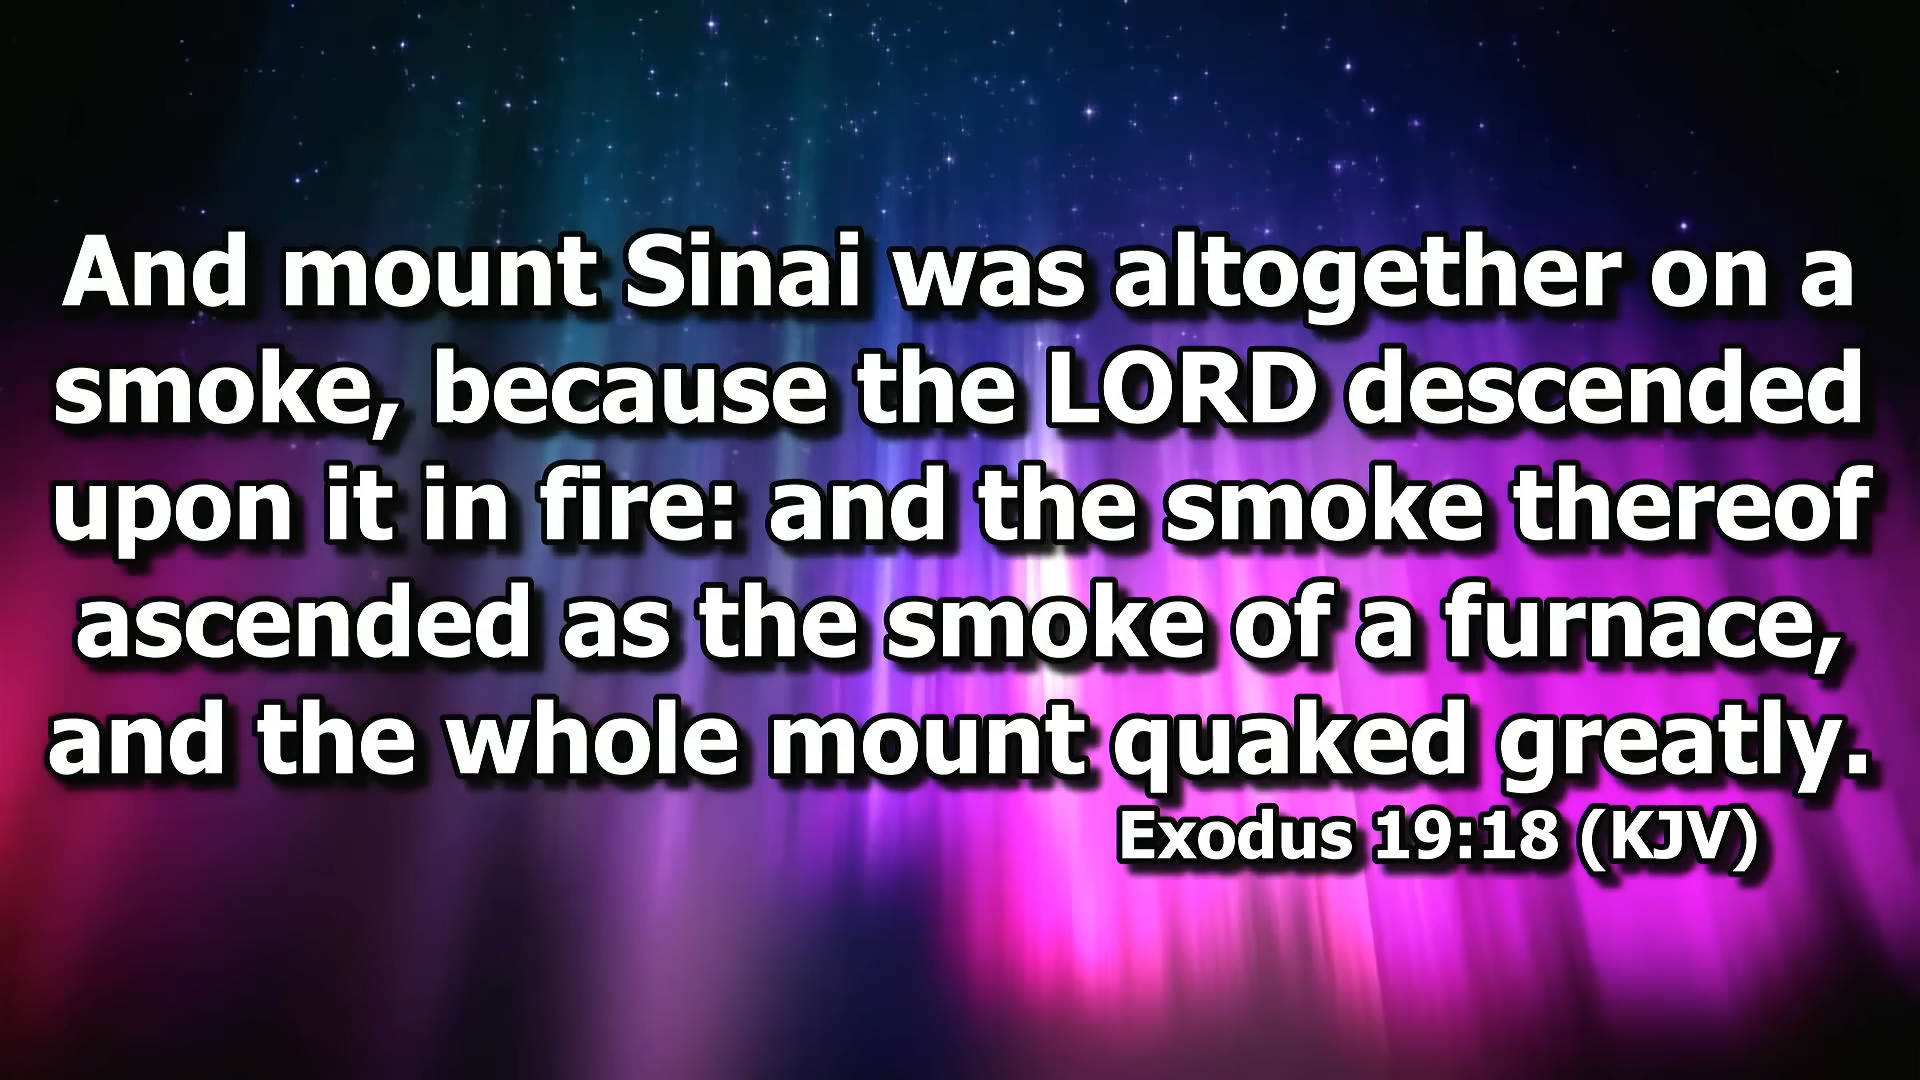 And mount Sinai was altogether on a
smoke, because the LORD descended
upon it in fire: and the smoke thereof
ascended as the smoke of a furnace,
and the whole mount quaked greatly.
Exodus 19:18 (KJV)